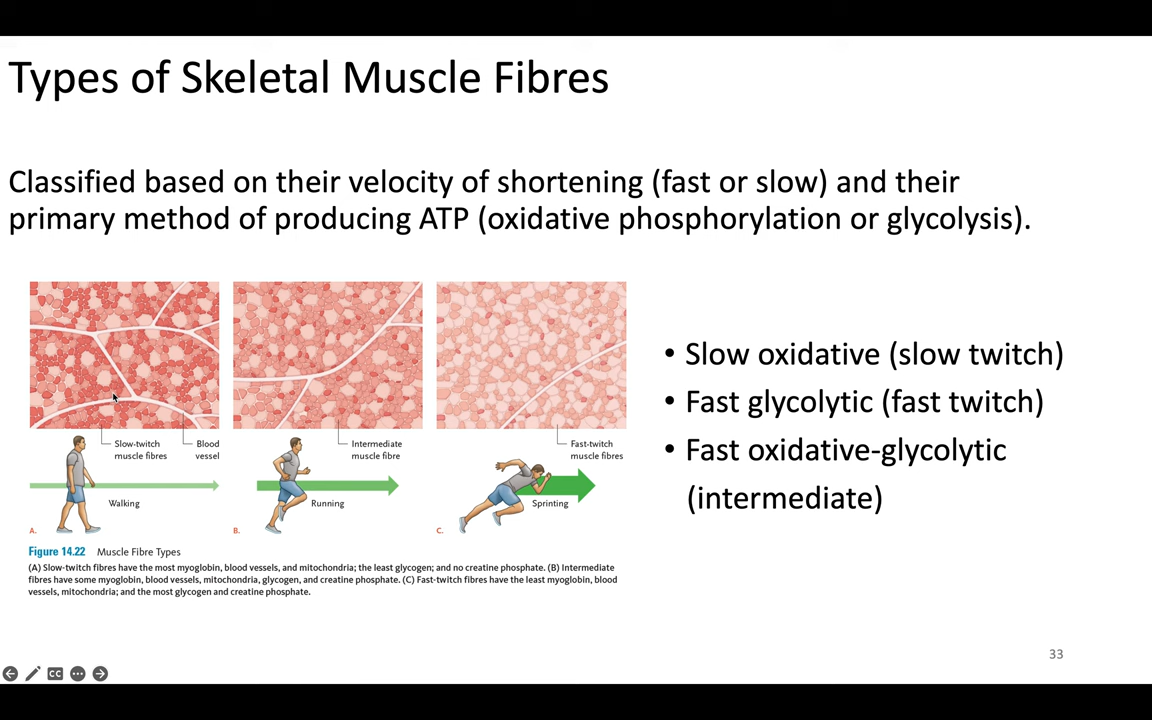 Types of Skeletal Muscle Fibres
Classified based on their velocity of shortening (fast or slow) and their
primary method of producing ATP (oxidative phosphorylation or glycolysis).
Slow-twitch
muscle fibres
Blood
vessel
Walking
A.
Intermediate
muscle fibre
Running
B.
Fast-twitch
muscle fibres
Sprinting
C.
Figure 14.22 Muscle Fibre Types
(A) Slow-twitch fibres have the most myoglobin, blood vessels, and mitochondria; the least glycogen; and no creatine phosphate. (B) Intermediate
fibres have some myoglobin, blood vessels, mitochondria, glycogen, and creatine phosphate. (C) Fast-twitch fibres have the least myoglobin, blood
vessels, mitochondria; and the most glycogen and creatine phosphate.
• Slow oxidative (slow twitch)
• Fast glycolytic (fast twitch)
• Fast oxidative-glycolytic
(intermediate)
33
CC